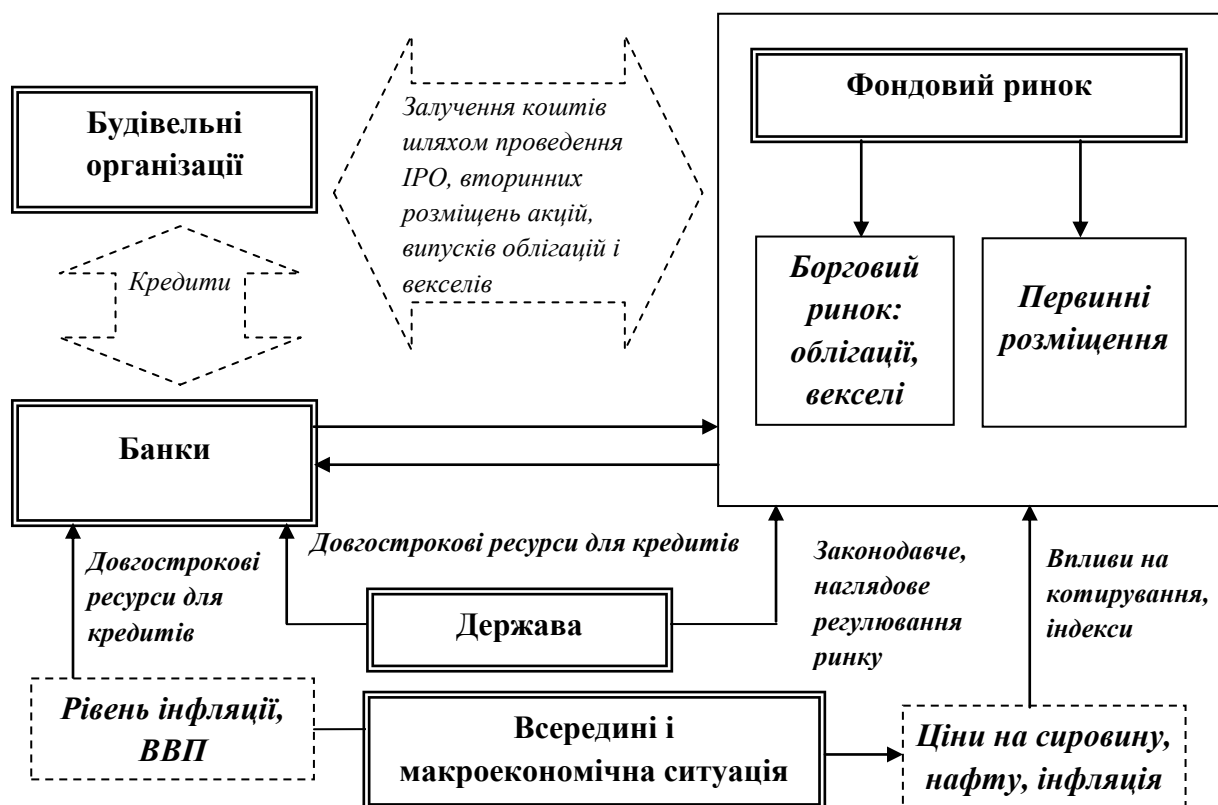 Будівельні
організації
Залучення коштів
шляхом проведення
IPO, вторинних
розміщень акцій,
випусків облігацій і
векселів
Фондовий ринок
Кредити
Борговий
ринок:
облігації,
векселі
Первинні
розміщення
Банки
Довгострокові ресурси для кредитів
Довгострокові
ресурси для
кредитів
Держава
Законодавче,
наглядове
регулювання
ринку
Впливи на
котирування,
індекси
Рівень інфляції,
ВВП
Всередині і
макроекономічна ситуація
Ціни на сировину,
нафту, інфляція